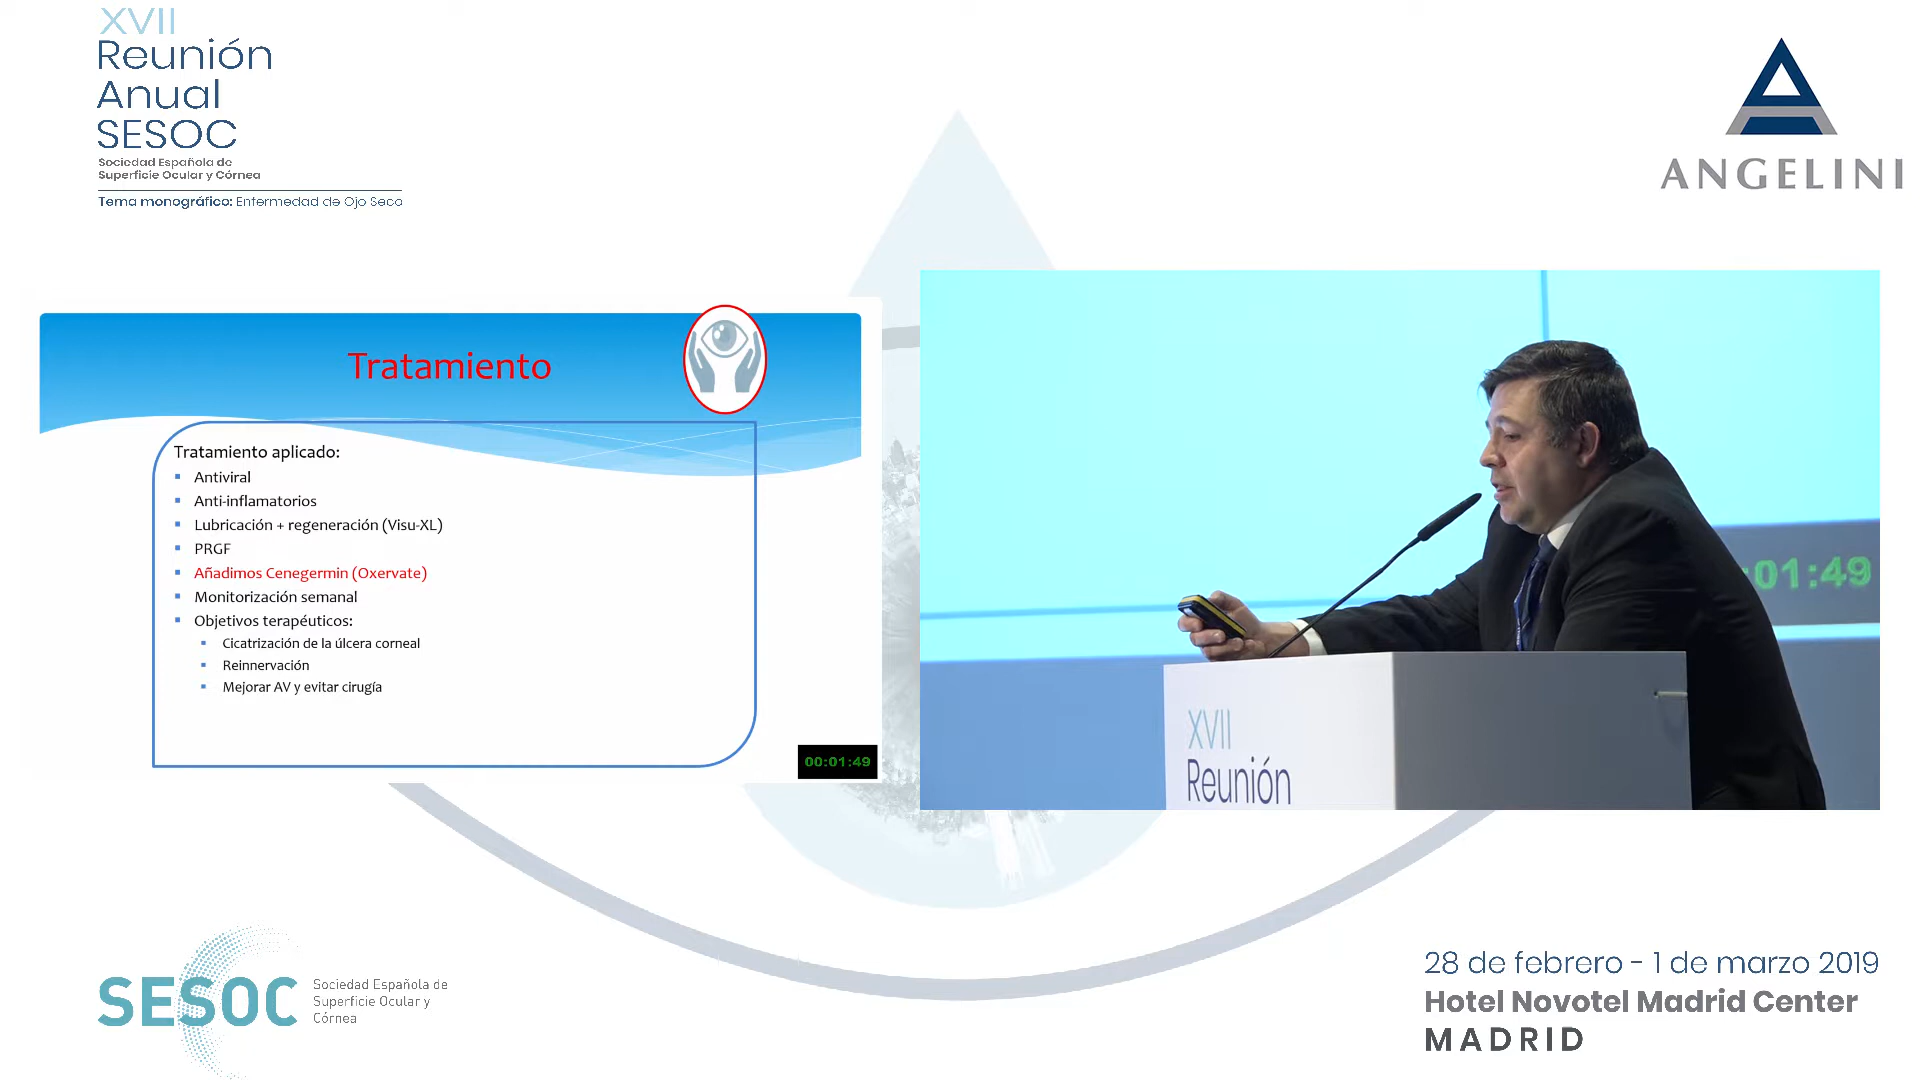 XVII
Reunión
Anual
SESOC
Sociedad Española de
Superficie Ocular y Córnea
Tema monográfico: Enfermedad de Ojo Seco
ANGELINI
Tratamiento
Tratamiento aplicado:
Antiviral
Anti-inflamatorios
Lubricación + regeneración (Visu-XL)
PRGF
Añadimos Cenegermin (Oxervate)
Monitorización semanal
Objetivos terapéuticos:
Cicatrización de la úlcera corneal
Reinnervación
Mejorar AV y evitar cirugía
00:01:49
:01:49
XVII
Reunión
SESOC
Sociedad Española de
Superficie Ocular y
Córnea
28 de febrero - 1 de marzo 2019
Hotel Novotel Madrid Center
MADRID